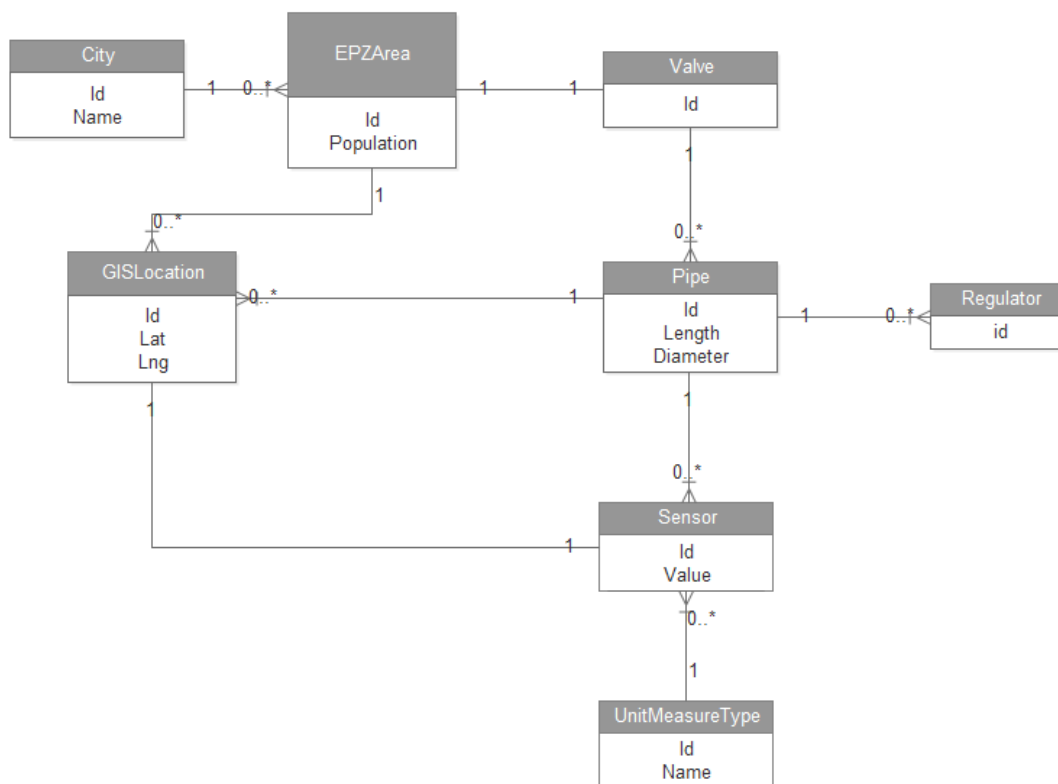 City
Id
Name
1
0..*
EPZArea
Id
Population
1
1
Valve
Id
1
1
0..*
0..*
GISLocation
Id
Lat
Lng
0..*
1
Pipe
Id
Length
Diameter
1
0..*
Regulator
id
1
1
0..*
Sensor
Id
Value
1
0..*
1
UnitMeasureType
Id
Name